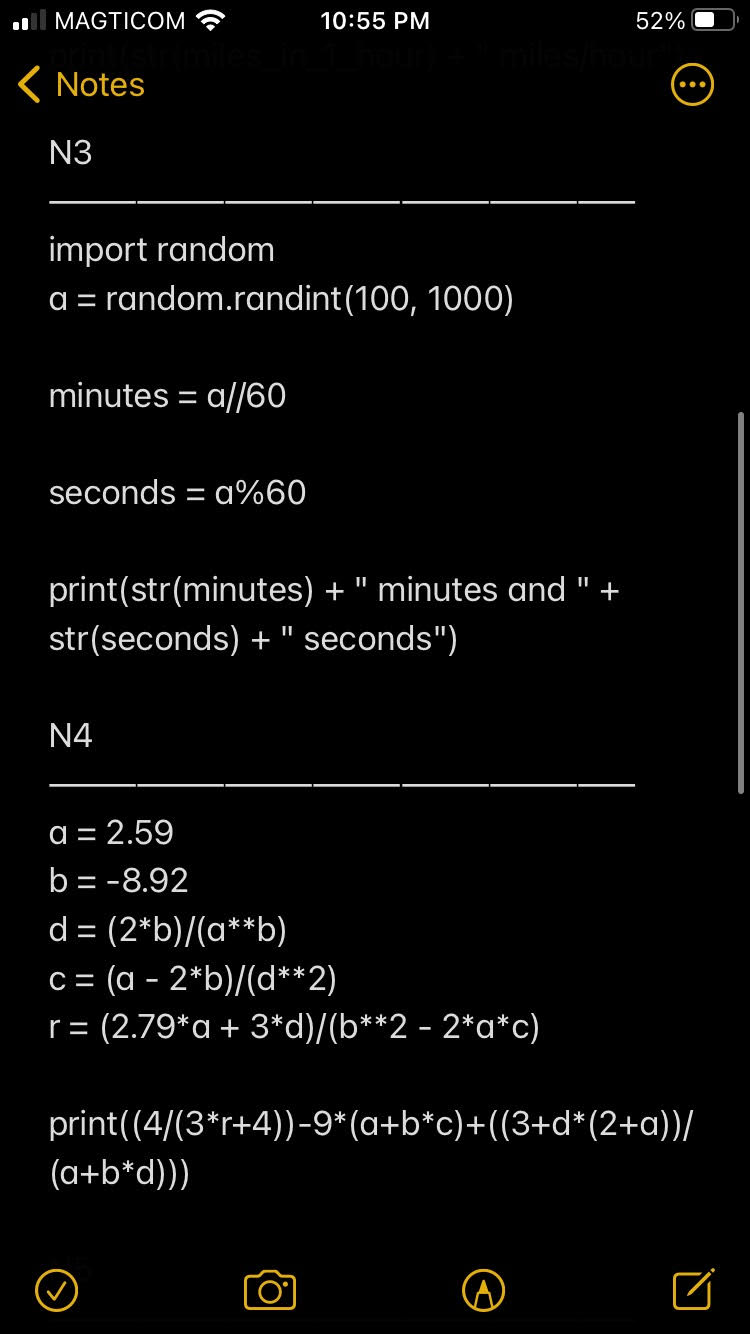 MAGTICOM 10:55 PM 52%
print(str(miles_in_1_hour) + " miles/hour")
Notes
N3
import random
a = random.randint(100, 1000)
minutes = a//60
seconds = a%60
print(str(minutes) + " minutes and " +
str(seconds) + " seconds")
N4
a = 2.59
b = -8.92
d = (2*b)/(a**b)
c = (a - 2*b)/(d**2)
r = (2.79*a + 3*d)/(b**2 - 2*a*c)
print((4/(3*r+4))-9*(a+b*c)+((3+d*(2+a))/
(a+b*d)))